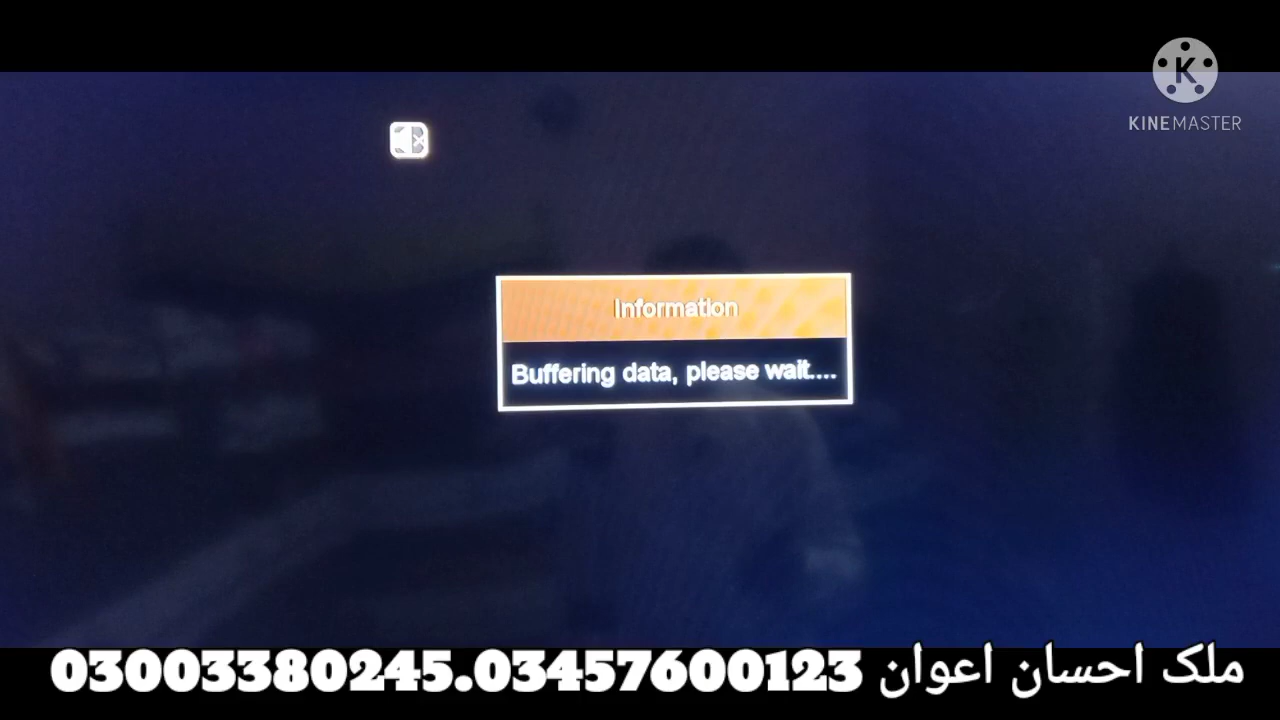 KINEMASTER
Information
Buffering data, please wait....
03003380245.03457600123 ملک احسان اعوان